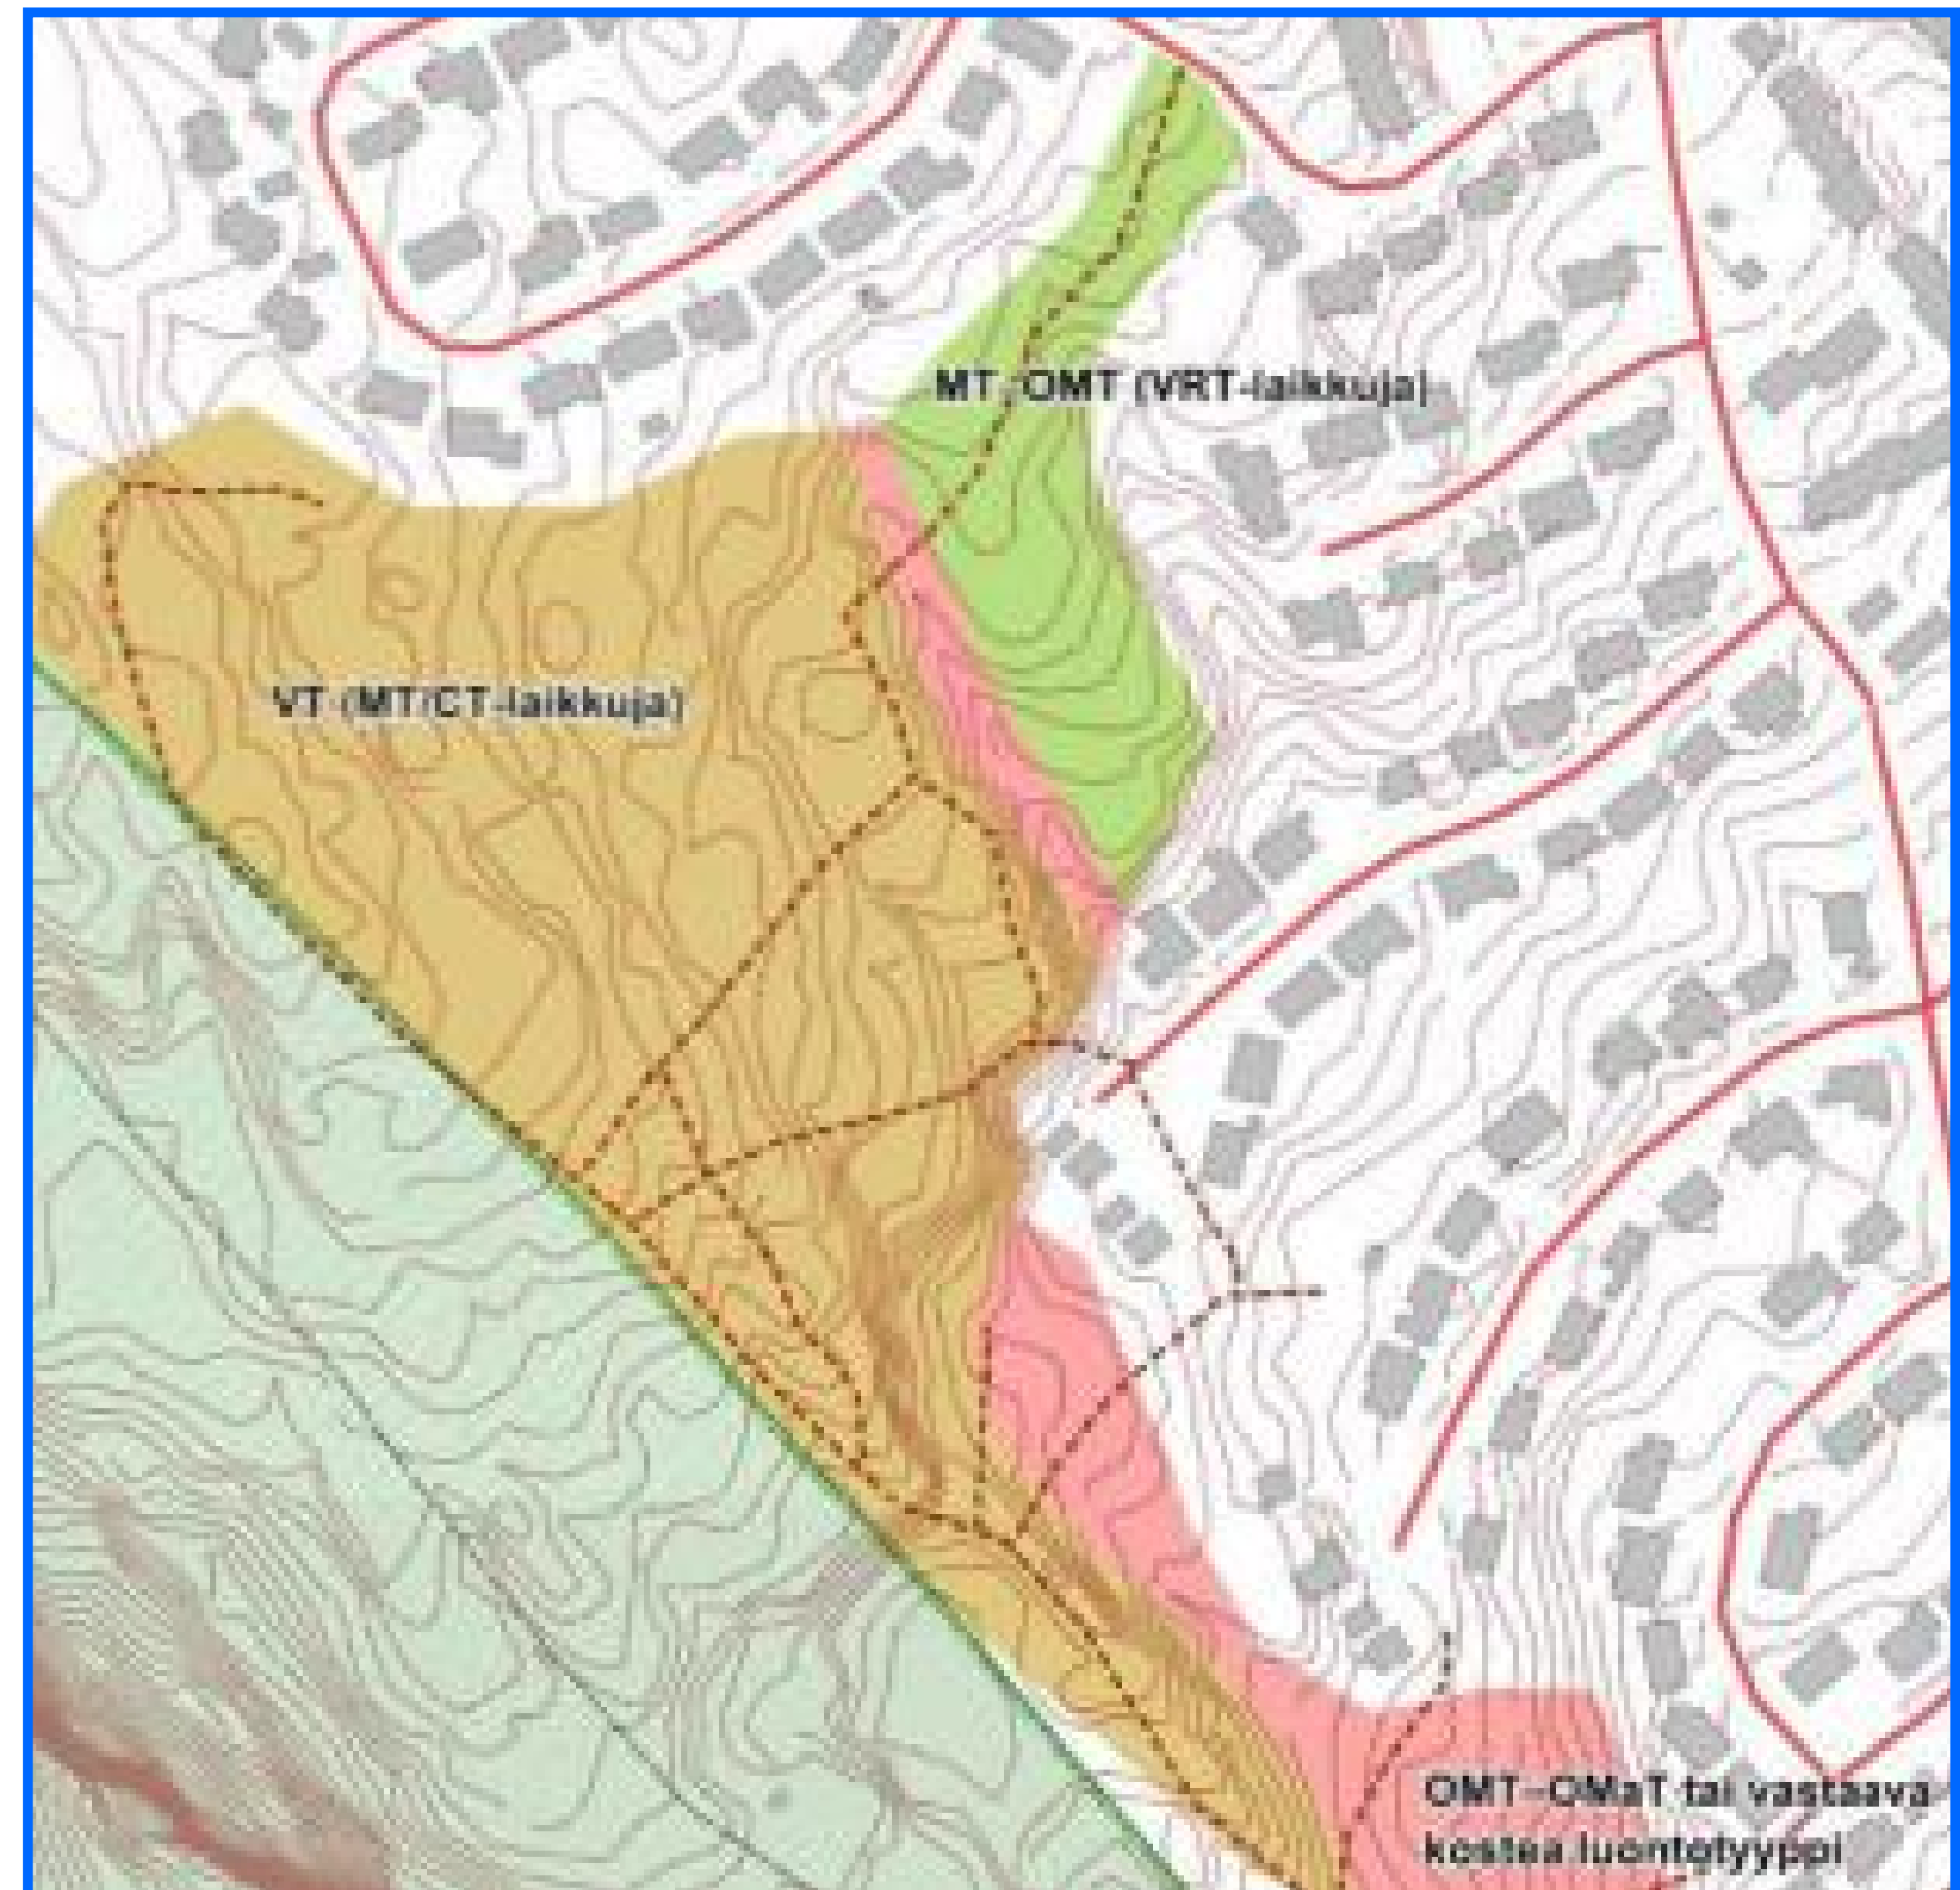 MT, OMT (VRT-laikkuja)
VT (MT/CT-laikkuja)
OMT-OMaT tai vastaava
kostea luontotyyppi